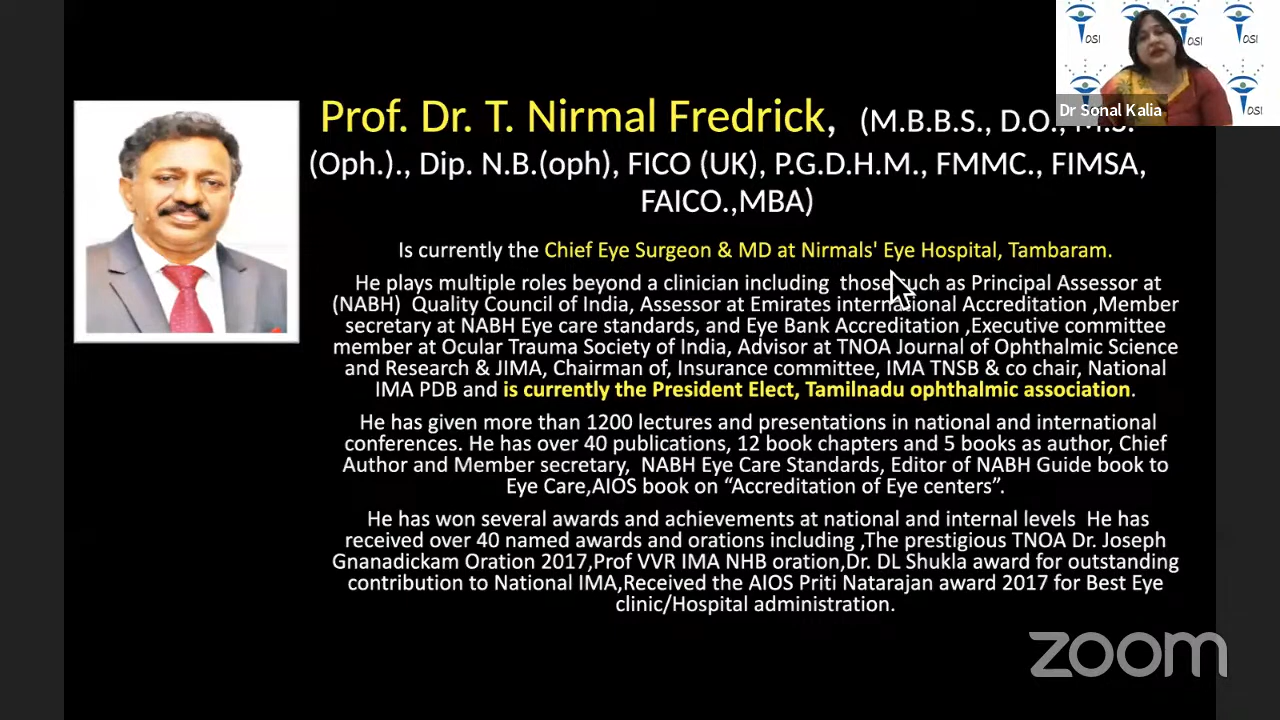 OSI
OSI
OSI
OSI
Dr Sonal Kalia
Prof. Dr. T. Nirmal Fredrick, (M.B.B.S., D.O., M.S.
(Oph.)., Dip. N.B.(oph), FICO (UK), P.G.D.H.M., FMMC., FIMSA,
FAICO.,MBA)
Is currently the Chief Eye Surgeon & MD at Nirmals' Eye Hospital, Tambaram.
He plays multiple roles beyond a clinician including those such as Principal Assessor at
(NABH) Quality Council of India, Assessor at Emirates international Accreditation ,Member
secretary at NABH Eye care standards, and Eye Bank Accreditation ,Executive committee
member at Ocular Trauma Society of India, Advisor at TNOA Journal of Ophthalmic Science
and Research & JIMA, Chairman of, Insurance committee, IMA TNSB & co chair, National
IMA PDB and is currently the President Elect, Tamilnadu ophthalmic association.
He has given more than 1200 lectures and presentations in national and international
conferences. He has over 40 publications, 12 book chapters and 5 books as author, Chief
Author and Member secretary, NABH Eye Care Standards, Editor of NABH Guide book to
Eye Care,AIOS book on “Accreditation of Eye centers”.
He has won several awards and achievements at national and internal levels He has
received over 40 named awards and orations including ,The prestigious TNOA Dr. Joseph
Gnanadickam Oration 2017,Prof VVR IMA NHB oration,Dr. DL Shukla award for outstanding
contribution to National IMA,Received the AIOS Priti Natarajan award 2017 for Best Eye
clinic/Hospital administration.
zoom